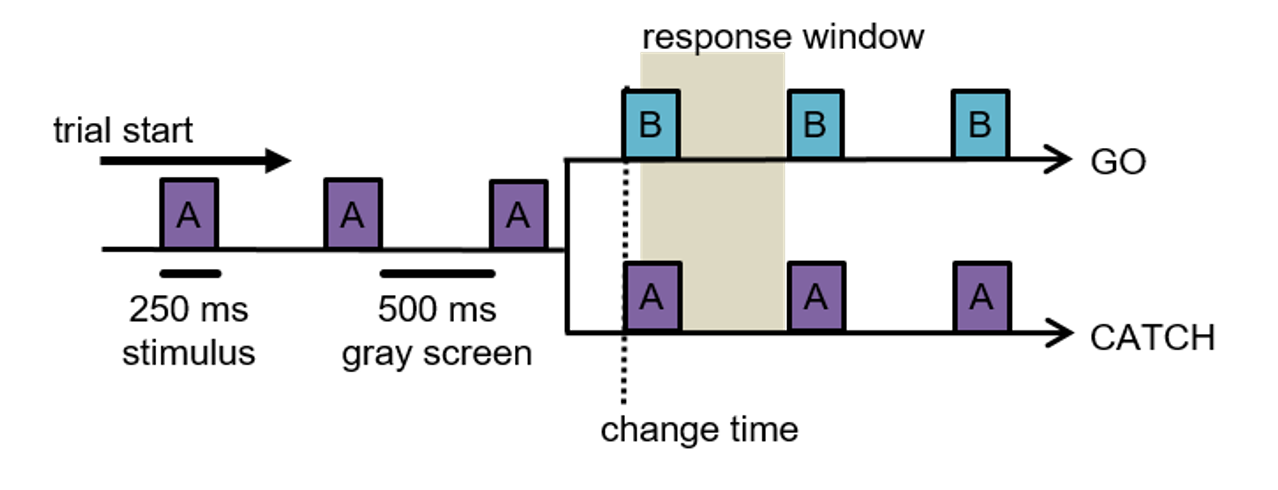 response window
trial start
B B B
GO
A A A
250 ms
stimulus
500 ms
gray screen
A A A
CATCH
change time